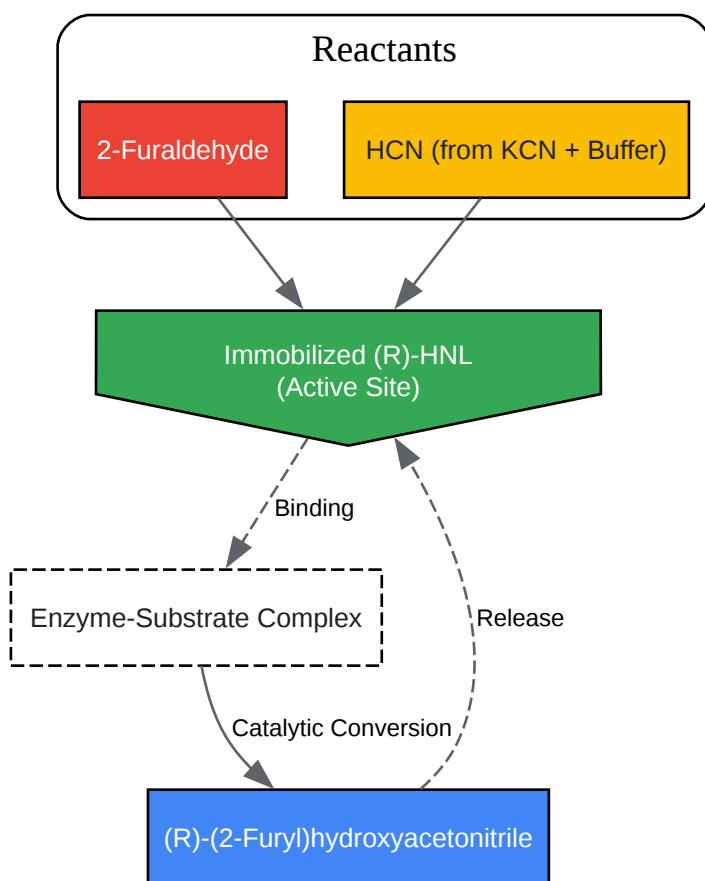 Reactants
2-Furaldehyde
HCN (from KCN + Buffer)
Immobilized (R)-HNL
(Active Site)
Binding
Enzyme-Substrate Complex
Release
Catalytic Conversion
(R)-(2-Furyl)hydroxyacetonitrile